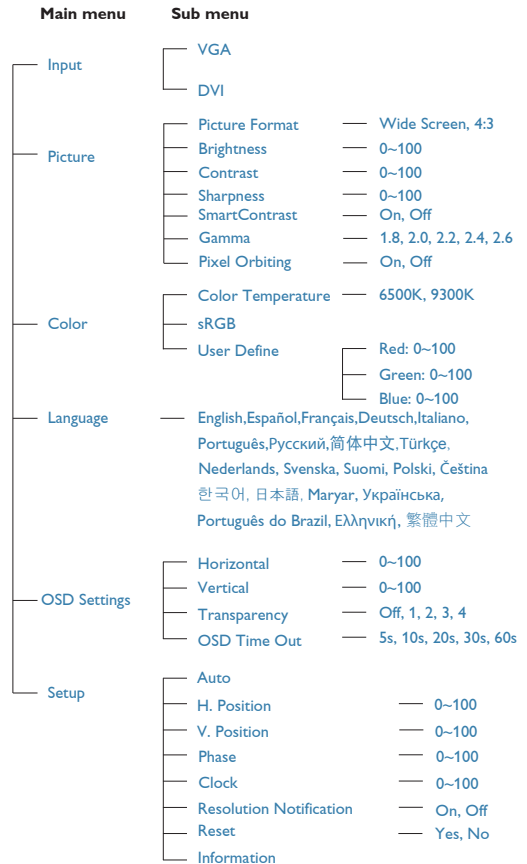 Main menu Sub menu
Input
VGA
DVI
Picture
Picture Format Wide Screen, 4:3
Brightness 0~100
Contrast 0~100
Sharpness 0~100
SmartContrast On, Off
Gamma 1.8, 2.0, 2.2, 2.4, 2.6
Pixel Orbiting On, Off
Color
Color Temperature 6500K, 9300K
sRGB
User Define Red: 0~100
Green: 0~100
Blue: 0~100
Language English,Español,Français,Deutsch,Italiano,
Português,Русский,简体中文,Türkçe,
Nederlands, Svenska, Suomi, Polski, Čeština
한국어, 日本語, Maryar, Українська,
Português do Brazil, Ελληνική, 繁體中文
OSD Settings
Horizontal 0~100
Vertical 0~100
Transparency Off, 1, 2, 3, 4
OSD Time Out 5s, 10s, 20s, 30s, 60s
Setup
Auto
H. Position 0~100
V. Position 0~100
Phase 0~100
Clock 0~100
Resolution Notification On, Off
Reset Yes, No
Information